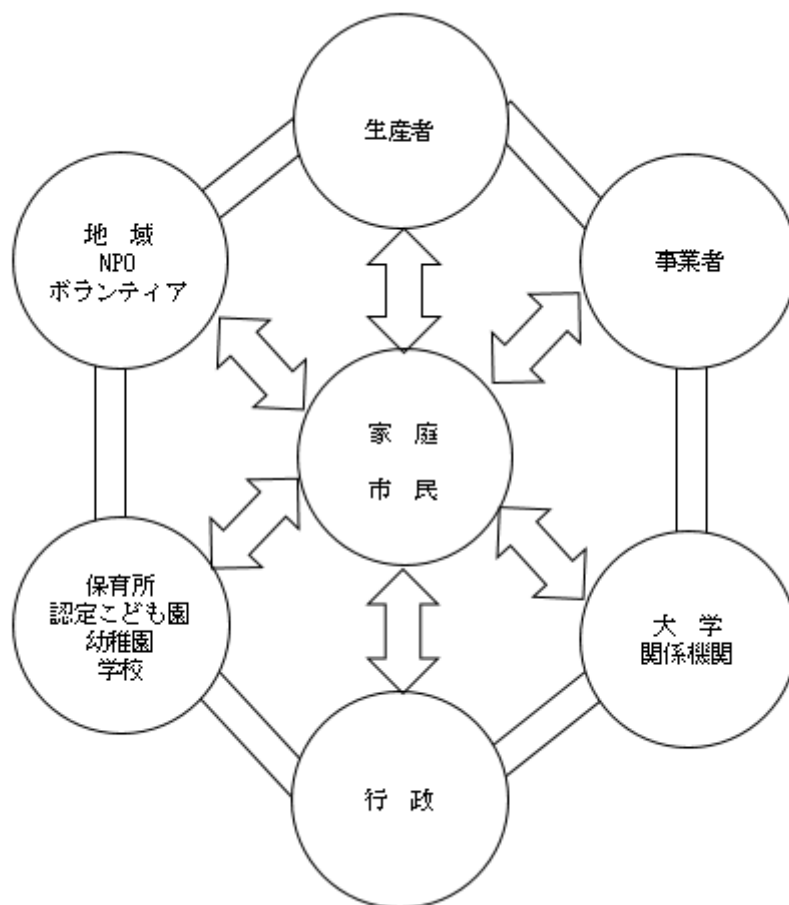 生産者
地　域
NPO
ボランティア
事業者
家　庭
市　民
保育所
認定こども園
幼稚園
学校
大　学
関係機関
行　政